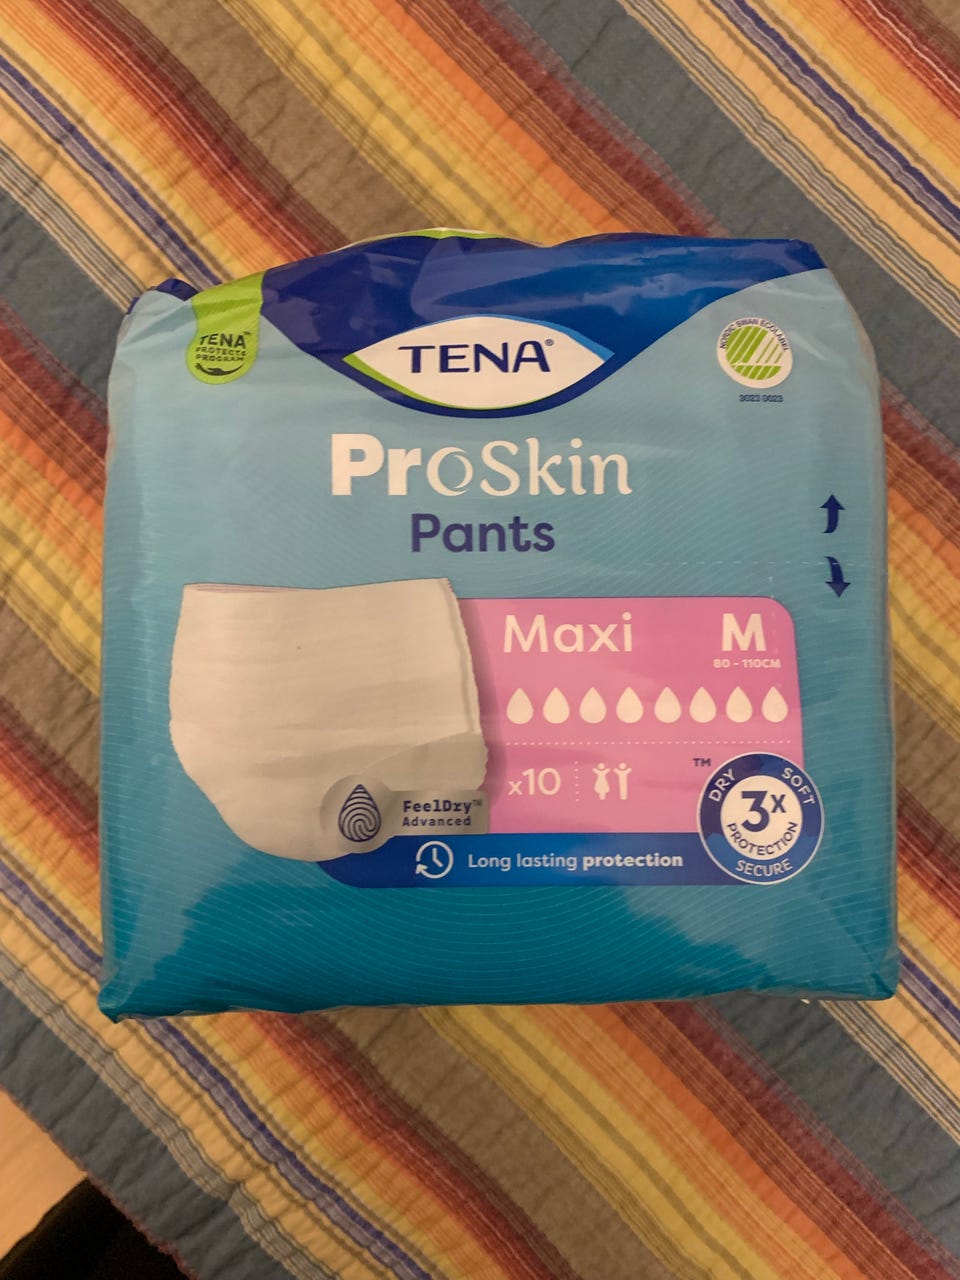 TENA™
PROTECTS
PROGRAM
TENA®
NORDIC SWAN ECOLABEL
3023 0023
ProSkin
Pants
Maxi
M
80 - 110CM
x10
FeelDry™
Advanced
Long lasting protection
™
DRY
SOFT
3x
PROTECTION
SECURE